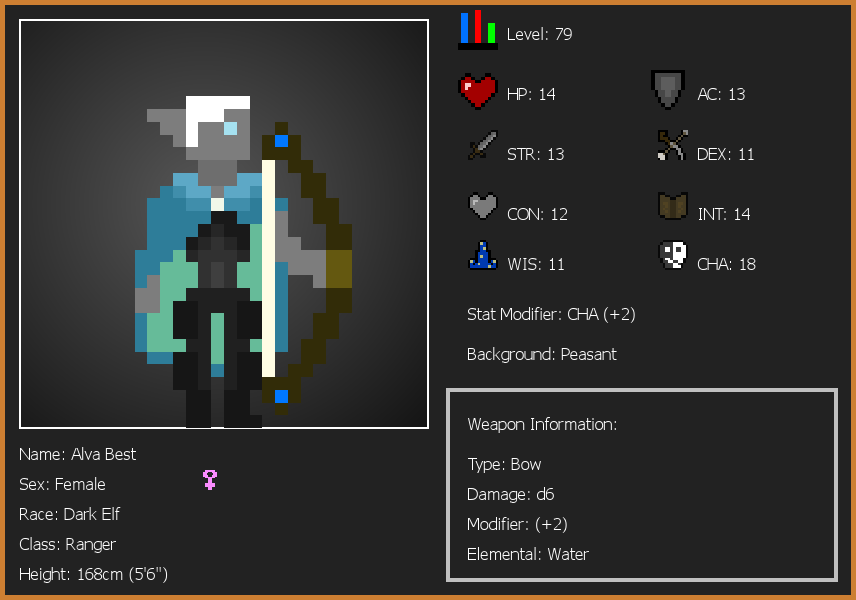 Level: 79
HP: 14
AC: 13
STR: 13
DEX: 11
CON: 12
INT: 14
WIS: 11
CHA: 18
Stat Modifier: CHA (+2)
Background: Peasant
Weapon Information:
Type: Bow
Damage: d6
Modifier: (+2)
Elemental: Water
Name: Alva Best
Sex: Female
Race: Dark Elf
Class: Ranger
Height: 168cm (5'6")